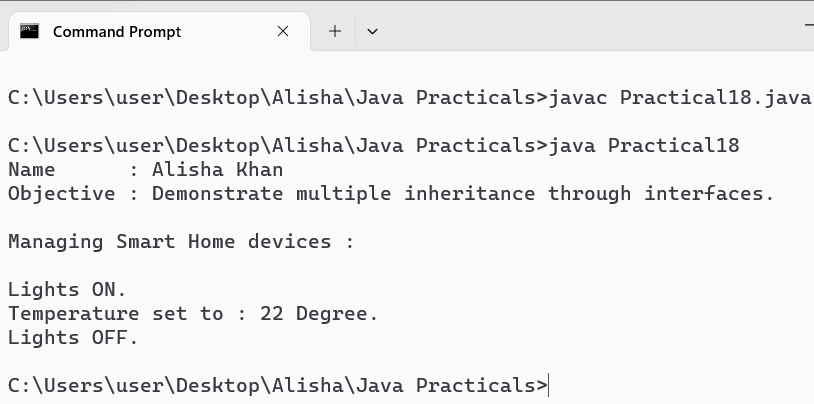 Command Prompt
C:\Users\user\Desktop\Alisha\Java Practicals>javac Practical18.java
C:\Users\user\Desktop\Alisha\Java Practicals>java Practical18
Name      : Alisha Khan
Objective : Demonstrate multiple inheritance through interfaces.
Managing Smart Home devices :
Lights ON.
Temperature set to : 22 Degree.
Lights OFF.
C:\Users\user\Desktop\Alisha\Java Practicals>